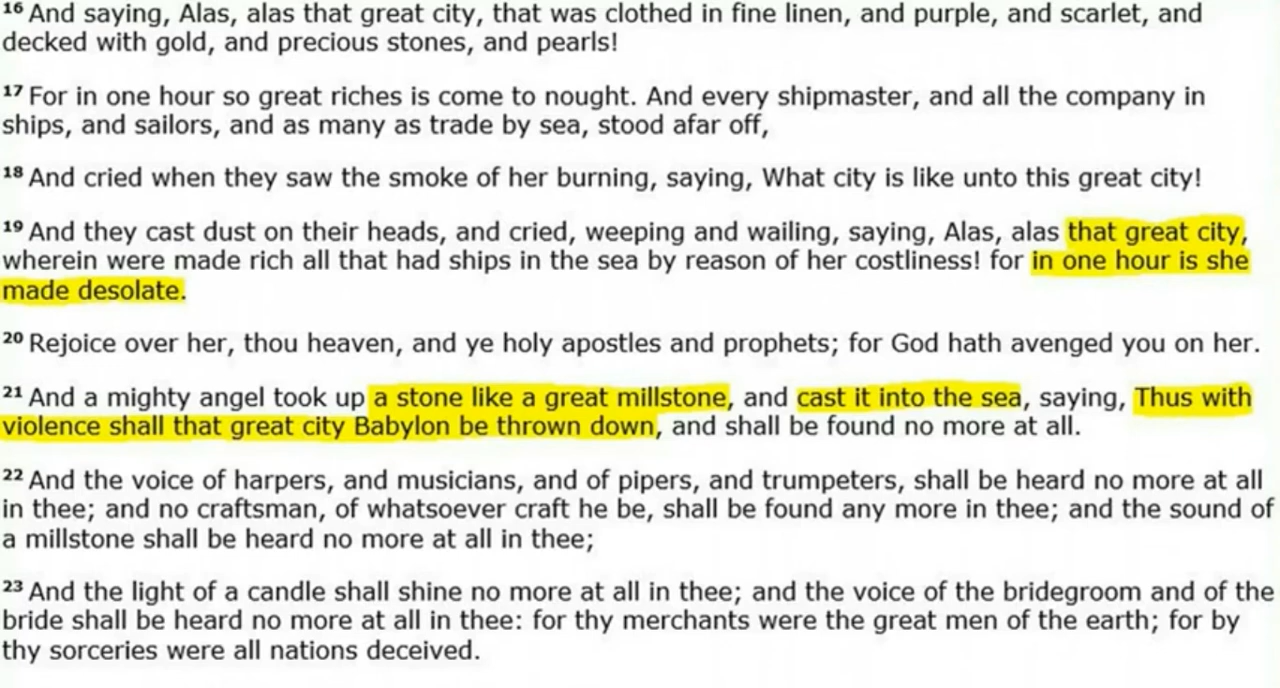 16 And saying, Alas, alas that great city, that was clothed in fine linen, and purple, and scarlet, and
decked with gold, and precious stones, and pearls!
17 For in one hour so great riches is come to nought. And every shipmaster, and all the company in
ships, and sailors, and as many as trade by sea, stood afar off,
18 And cried when they saw the smoke of her burning, saying, What city is like unto this great city!
19 And they cast dust on their heads, and cried, weeping and wailing, saying, Alas, alas that great city,
wherein were made rich all that had ships in the sea by reason of her costliness! for in one hour is she
made desolate.
20 Rejoice over her, thou heaven, and ye holy apostles and prophets; for God hath avenged you on her.
21 And a mighty angel took up a stone like a great millstone, and cast it into the sea, saying, Thus with
violence shall that great city Babylon be thrown down, and shall be found no more at all.
22 And the voice of harpers, and musicians, and of pipers, and trumpeters, shall be heard no more at all
in thee; and no craftsman, of whatsoever craft he be, shall be found any more in thee; and the sound of
a millstone shall be heard no more at all in thee;
23 And the light of a candle shall shine no more at all in thee; and the voice of the bridegroom and of the
bride shall be heard no more at all in thee: for thy merchants were the great men of the earth; for by
thy sorceries were all nations deceived.